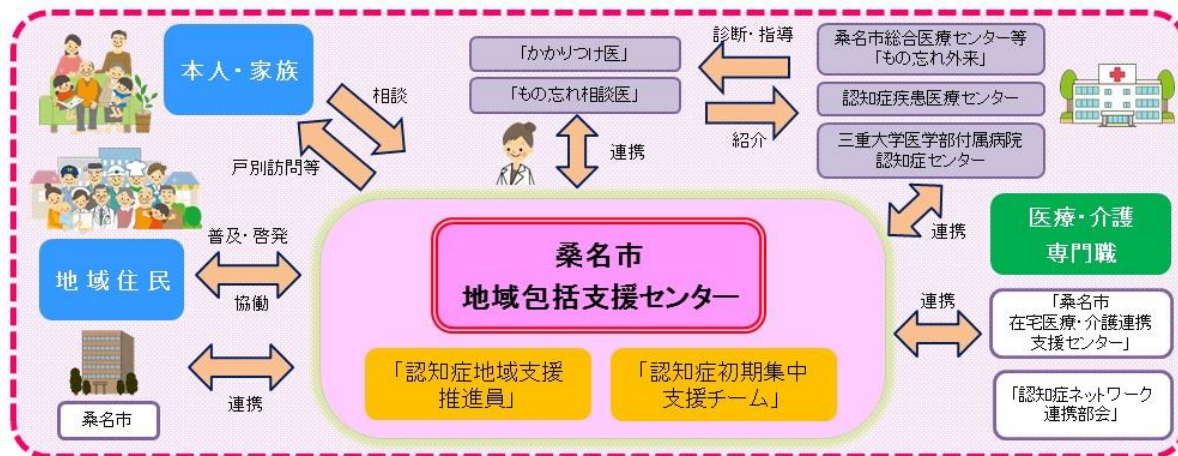 本人・家族
相談
戸別訪問等
「かかりつけ医」
「もの忘れ相談医」
連携
診断・指導
紹介
桑名市総合医療センター等
「もの忘れ外来」
認知症疾患医療センター
三重大学医学部付属病院
認知症センター
連携
医療・介護
専門職
地域住民
普及・啓発
協働
桑名市
連携
桑名市
地域包括支援センター
「認知症地域支援
推進員」
「認知症初期集中
支援チーム」
連携
「桑名市
在宅医療・介護連携
支援センター」
「認知症ネットワーク
連携部会」